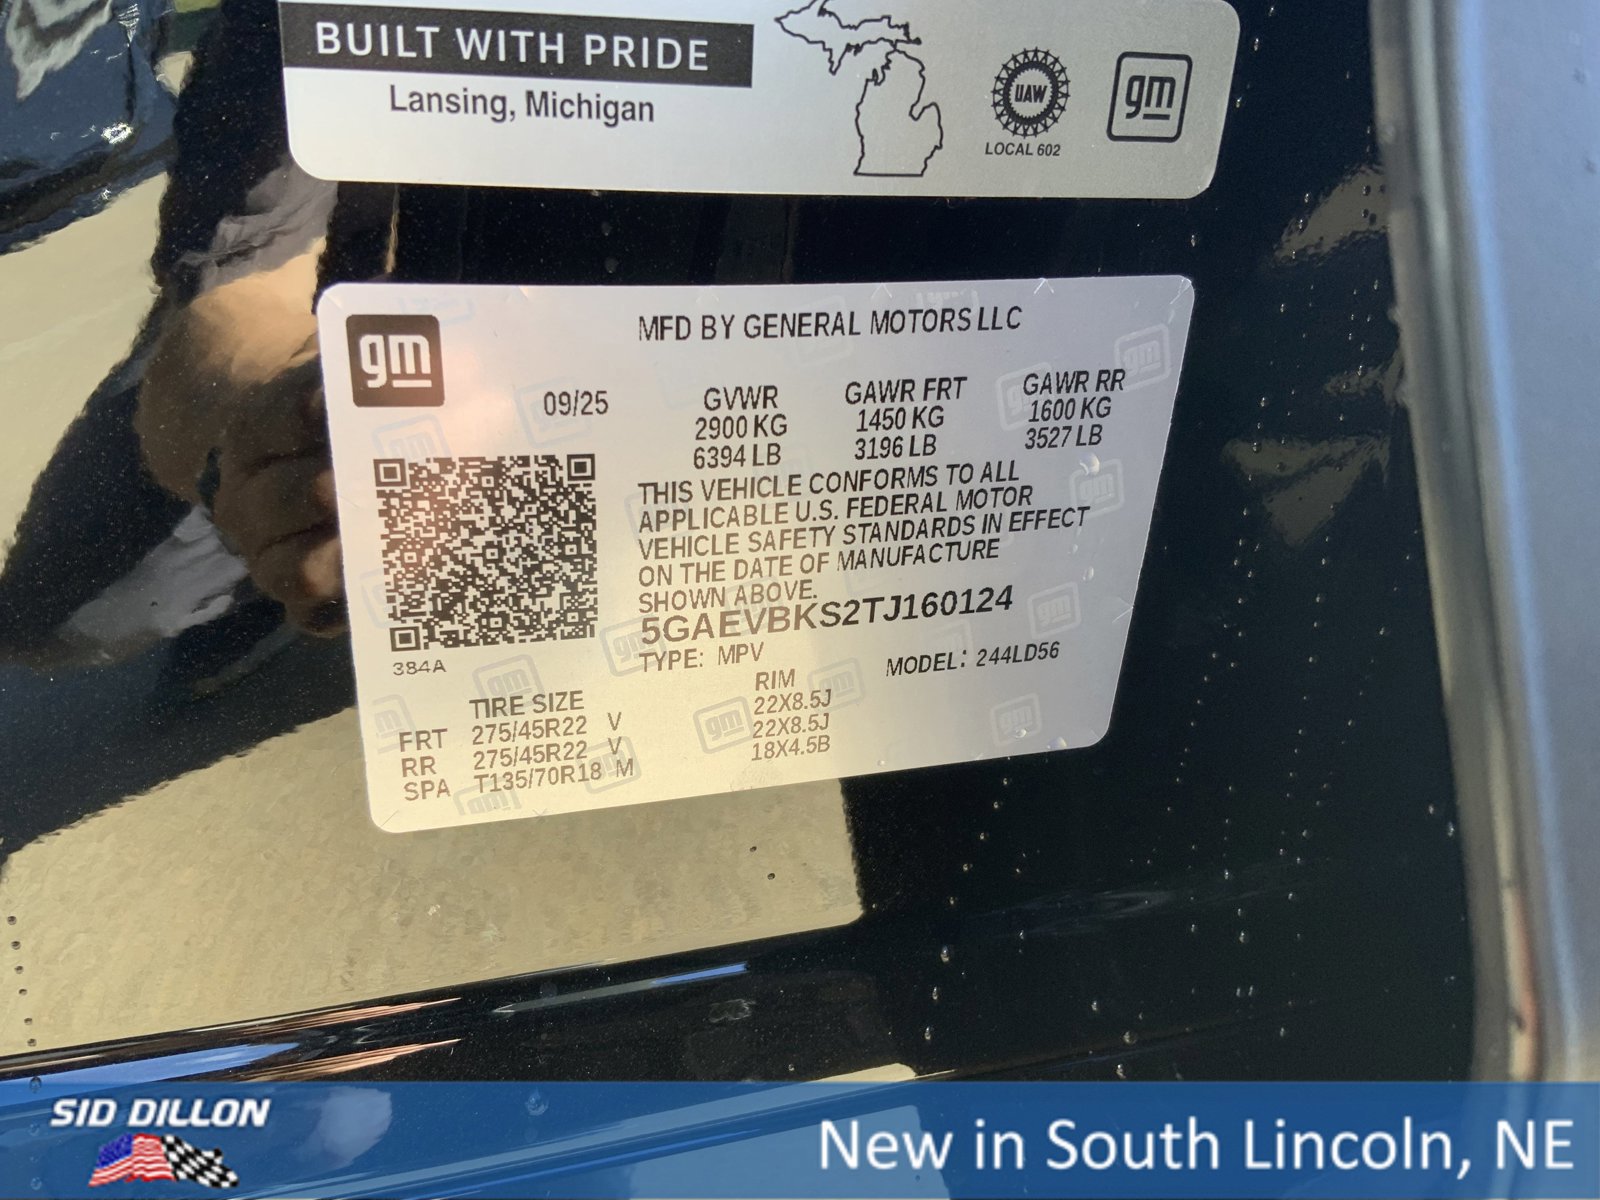 BUILT WITH PRIDE
Lansing, Michigan
UAW
LOCAL 602
gm
gm
MFD BY GENERAL MOTORS LLC
09/25
GVWR GAWR FRT GAWR RR
2900 KG 1450 KG 1600 KG
6394 LB 3196 LB 3527 LB
THIS VEHICLE CONFORMS TO ALL
APPLICABLE U.S. FEDERAL MOTOR
VEHICLE SAFETY STANDARDS IN EFFECT
ON THE DATE OF MANUFACTURE
SHOWN ABOVE.
5GAEVBKS2TJ160124
384A
TYPE: MPV MODEL: 244LD56
TIRE SIZE RIM
FRT 275/45R22 V 22X8.5J
RR 275/45R22 V 22X8.5J
SPA T135/70R18 M 18X4.5B
SID DILLON
New in South Lincoln, NE